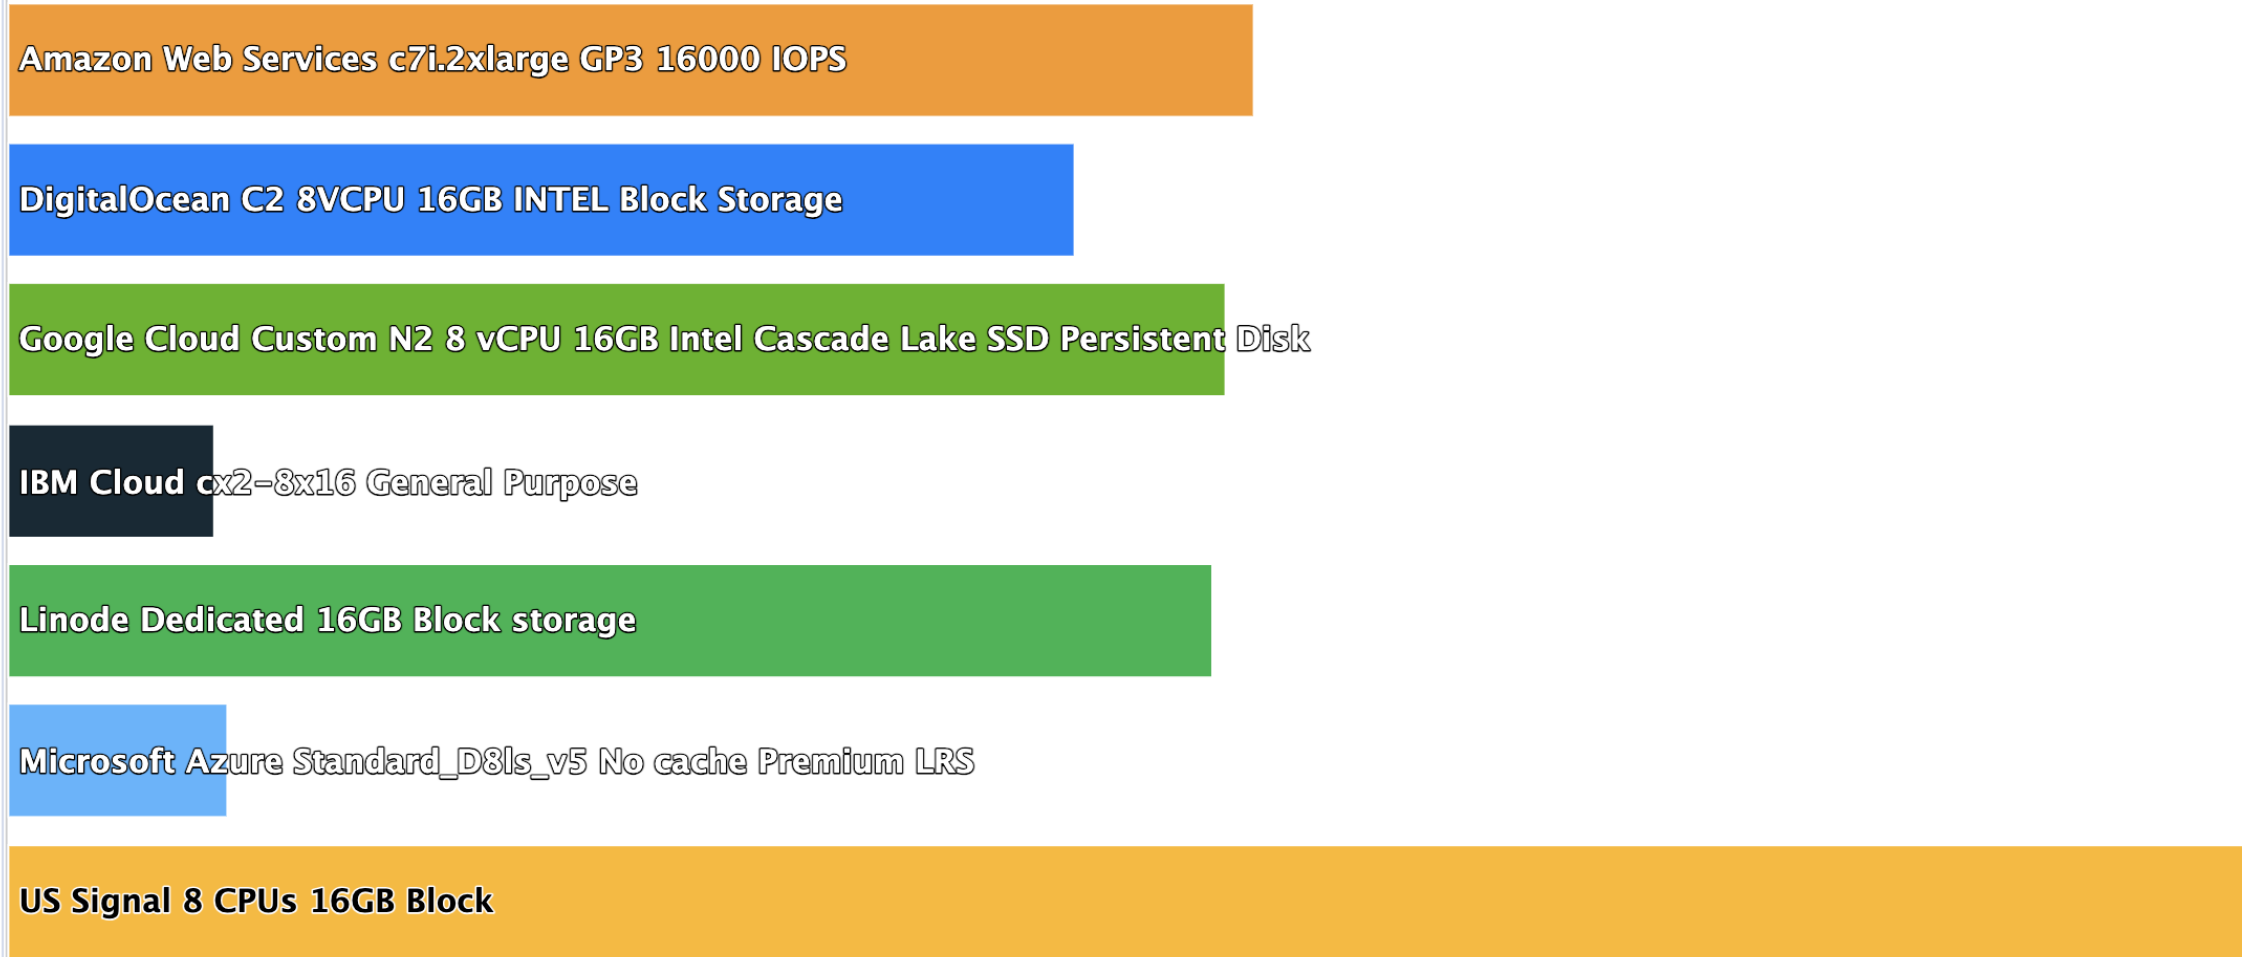 Amazon Web Services c7i.2xlarge GP3 16000 IOPS
DigitalOcean C2 8VCPU 16GB INTEL Block Storage
Google Cloud Custom N2 8 vCPU 16GB Intel Cascade Lake SSD Persistent Disk
IBM Cloud cx2-8x16 General Purpose
Linode Dedicated 16GB Block storage
Microsoft Azure Standard_D8ls_v5 No cache Premium LRS
US Signal 8 CPUs 16GB Block